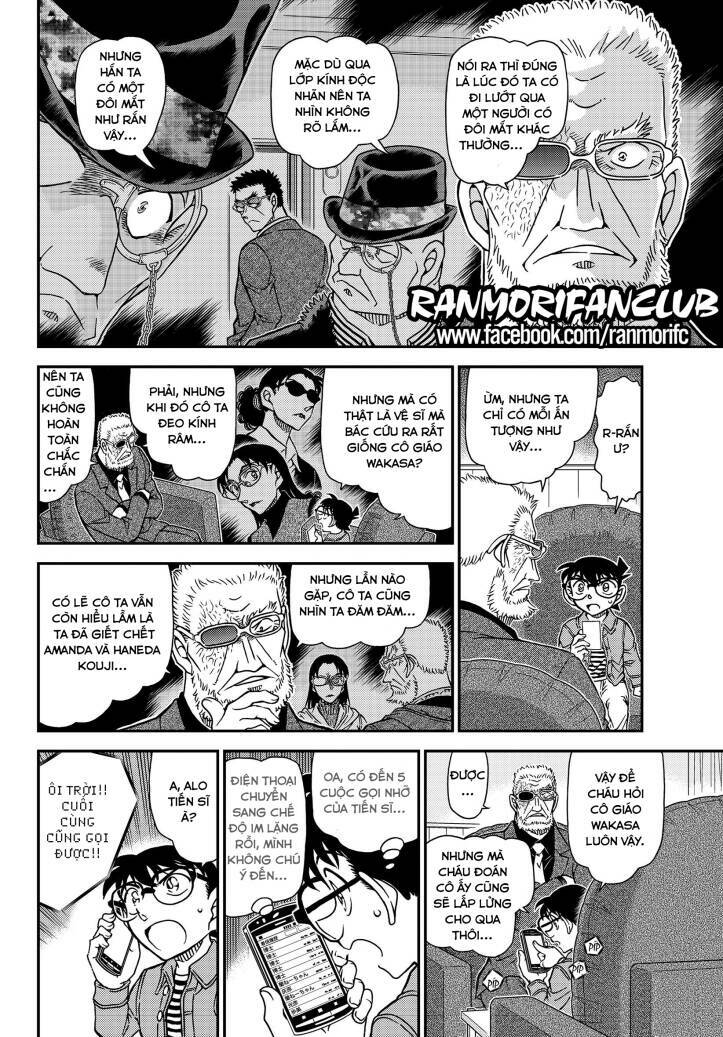 NÓI RA THÌ ĐÚNG
LÀ LÚC ĐÓ TA CÓ
ĐI LƯỚT QUA
MỘT NGƯỜI CÓ
ĐÔI MẮT KHÁC
THƯỜNG...
MẶC DÙ QUA
LỚP KÍNH ĐỘC
NHÃN NÊN TA
NHÌN KHÔNG
RÕ LẮM...
NHƯNG
HẮN TA
CÓ MỘT
ĐÔI MẮT
NHƯ RẮN
VẬY...
RANMORIFANCLUB
www.facebook.com/ranmorifc
R-RẮN
Ư?
ỪM, NHƯNG TA
CHỈ CÓ MỖI ẤN
TƯỢNG NHƯ
VẬY...
NHƯNG MÀ CÓ
THẬT LÀ VỆ SĨ MÀ
BÁC CỨU RA RẤT
GIỐNG CÔ GIÁO
WAKASA?
PHẢI, NHƯNG
KHI ĐÓ CÔ TA
ĐEO KÍNH
RÂM...
NÊN TA
CŨNG
KHÔNG
HOÀN
TOÀN
CHẮC
CHẮN
...
NHƯNG LẦN NÀO
GẶP, CÔ TA CŨNG
NHÌN TA ĐĂM ĐĂM...
CÓ LẼ CÔ TA VẪN
CÒN HIỂU LẦM LÀ
TA ĐÃ GIẾT CHẾT
AMANDA VÀ HANEDA
KOUJI...
VẬY ĐỂ
CHÁU HỎI
CÔ GIÁO
WAKASA
LUÔN VẬY.
ĐƯỢC
...
NHƯNG MÀ
CHÁU ĐOÁN
CÔ ẤY CŨNG
SẼ LẤP LỬNG
CHO QUA
THÔI...
PIP
PIP
PIP
OA, CÓ ĐẾN 5
CUỘC GỌI NHỠ
CỦA TIẾN SĨ...
ĐIỆN THOẠI
CHUYỂN
SANG CHẾ
ĐỘ IM LẶNG
RỒI, MÌNH
KHÔNG CHÚ
Ý ĐẾN...
A, ALO
TIẾN SĨ
À?
ÔI TRỜI!!
CUỐI
CÙNG
CŨNG GỌI
ĐƯỢC!!